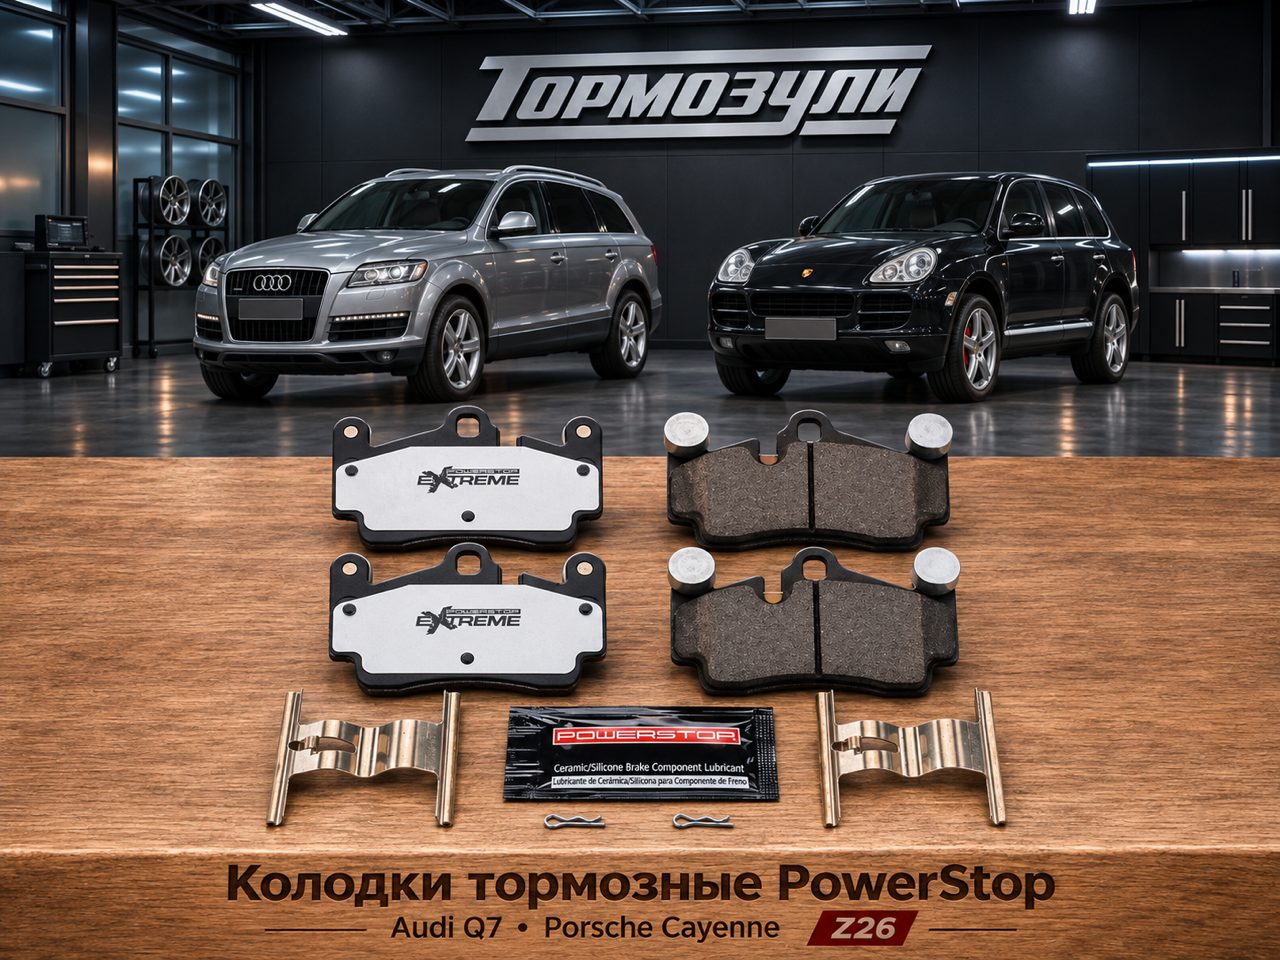 ТОРМОЗУЛИ
POWERSTOP
EXTREME
POWERSTOP
EXTREME
POWERSTOP
Ceramic/Silicone Brake Component Lubricant
Lubricante de Cerámica/Silicona para Componente de Freno
Колодки тормозные PowerStop
Audi Q7 • Porsche Cayenne Z26